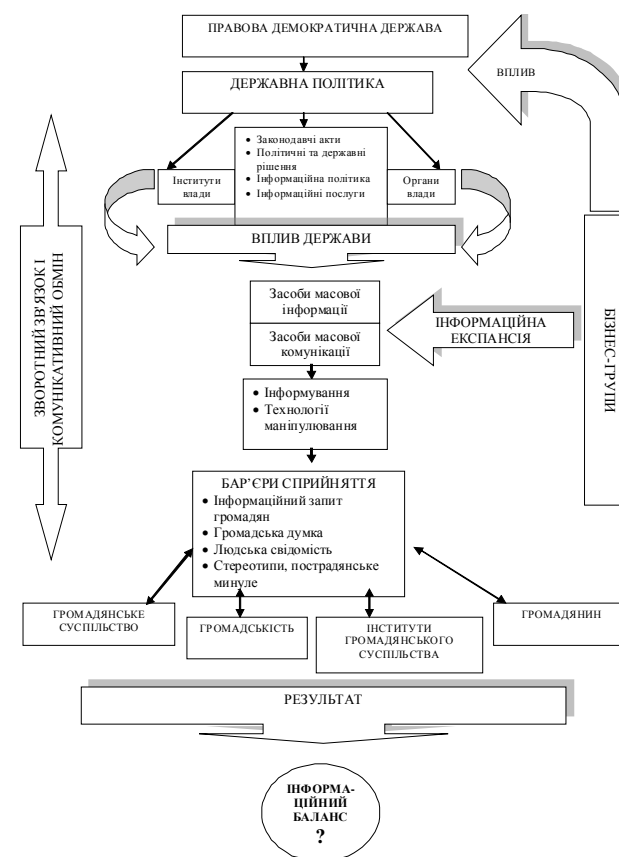 ПРАВОВА ДЕМОКРАТИЧНА ДЕРЖАВА
ВПЛИВ
ДЕРЖАВНА ПОЛІТИКА
• Законодавчі акти
• Політичні та державні
рішення
• Інформаційна політика
• Інформаційні послуги
Інститути
влади
Органи
влади
ВПЛИВ ДЕРЖАВИ
ЗВОРОТНИЙ ЗВ'ЯЗОК І
КОМУНІКАТИВНИЙ ОБМІН
Засоби масової
інформації
Засоби масової
комунікації
ІНФОРМАЦІЙНА
ЕКСПАНСІЯ
БІЗНЕС-ГРУПИ
• Інформування
• Технології
маніпулювання
БАР'ЄРИ СПРИЙНЯТТЯ
• Інформаційний запит
громадян
• Громадська думка
• Людська свідомість
• Стереотипи, пострадянське
минуле
ГРОМАДЯНСЬКЕ
СУСПІЛЬСТВО
ГРОМАДСЬКІСТЬ
ІНСТИТУТИ
ГРОМАДЯНСЬКОГО
СУСПІЛЬСТВА
ГРОМАДЯНИН
РЕЗУЛЬТАТ
ІНФОРМА-
ЦІЙНИЙ
БАЛАНС
?